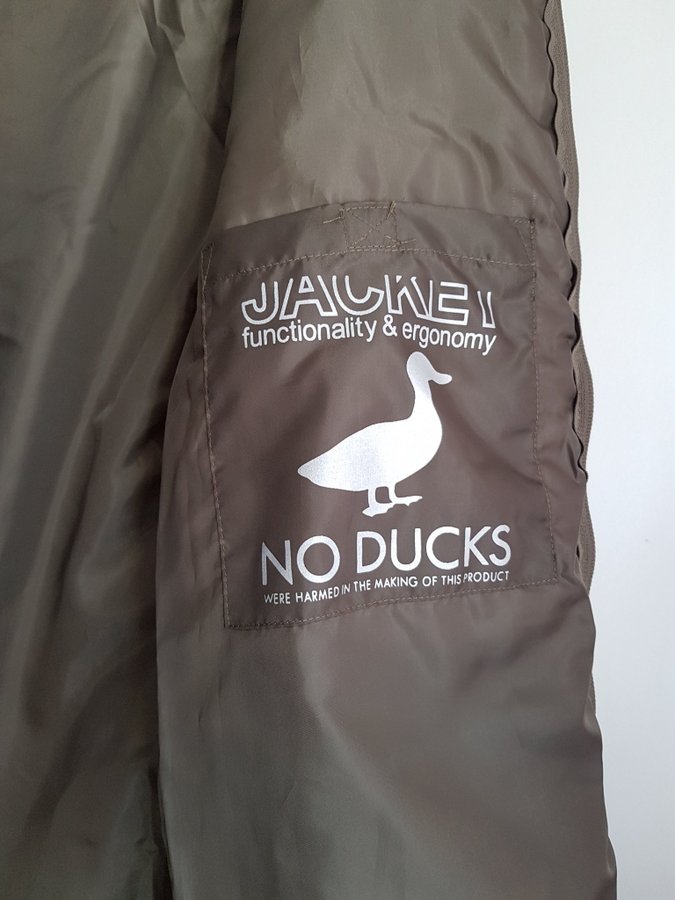 JACKET
functionality & ergonomy
NO DUCKS
WERE HARMED IN THE MAKING OF THIS PRODUCT